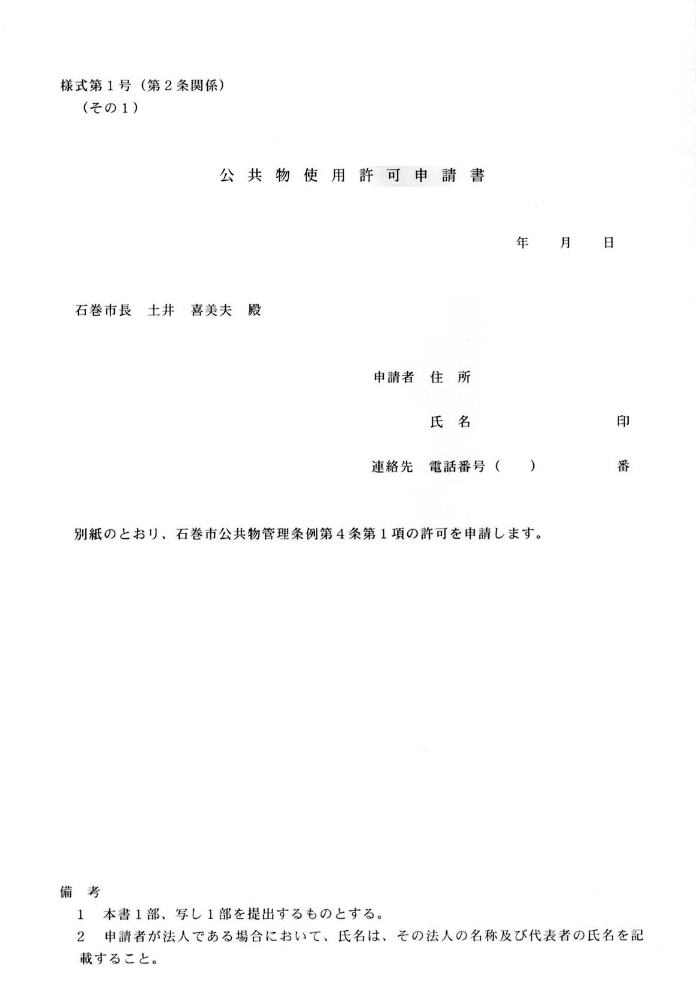 様式第１号（第２条関係）
（その１）
公共物使用許可申請書
年　　月　　日
石巻市長　土井　喜美夫　殿
申請者　住　所
氏　名　　　　　　　　　　印
連絡先　電話番号（　　）　　　　　　番
別紙のとおり、石巻市公共物管理条例第４条第１項の許可を申請します。
備　考
１　本書１部、写し１部を提出するものとする。
２　申請者が法人である場合において、氏名は、その法人の名称及び代表者の氏名を記
載すること。